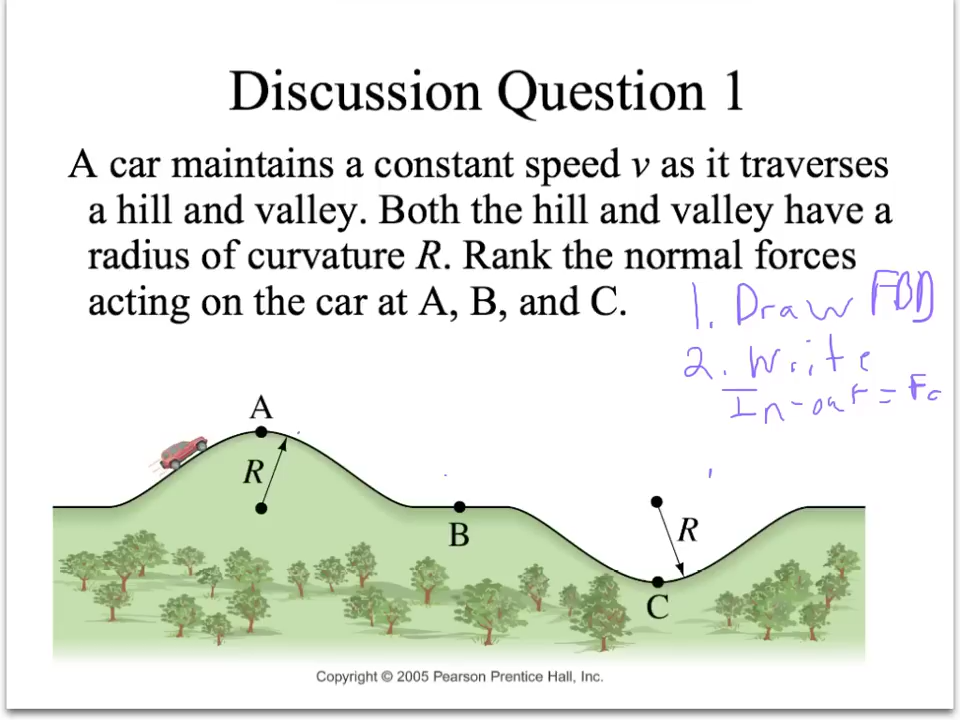 Discussion Question 1
A car maintains a constant speed v as it traverses
a hill and valley. Both the hill and valley have a
radius of curvature R. Rank the normal forces
acting on the car at A, B, and C.
1. Draw FBD
2. Write
In-out = Fc
A
R
B
R
C
Copyright © 2005 Pearson Prentice Hall, Inc.